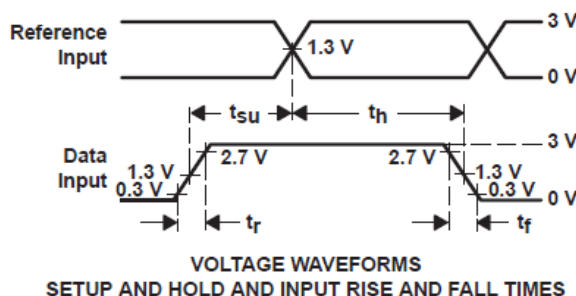 Reference
Input
3 V
1.3 V
0 V
tsu
th
Data
Input
3 V
2.7 V
2.7 V
1.3 V
1.3 V
0.3 V
0.3 V
0 V
tr
tf
VOLTAGE WAVEFORMS
SETUP AND HOLD AND INPUT RISE AND FALL TIMES